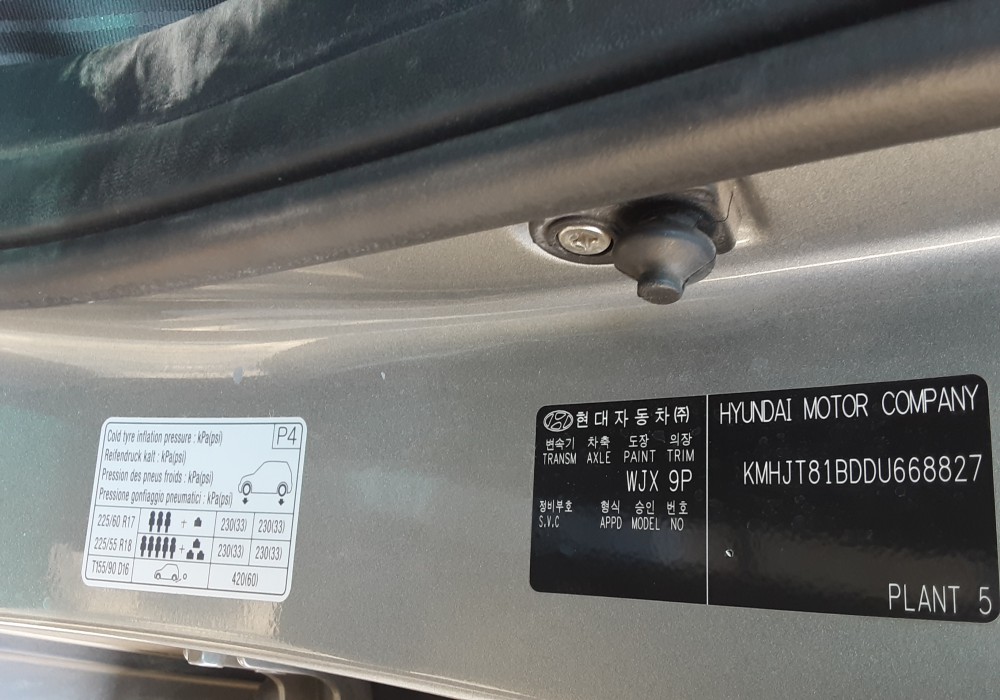 Cold tyre inflation pressure : kPa(psi)
P4
Reifendruck kalt : kPa(psi)
Pression des pneus froids : kPa(psi)
Pressione gonfiaggio pneumatici : kPa(psi)
225/60 R17 + 230(33) 230(33)
225/55 R18 + 230(33) 230(33)
T155/90 D16 420(60)
현대자동차㈜
변속기 차축 도장 의장
TRANSM AXLE PAINT TRIM
WJX 9P
정비부호 형식 승인 번호
S.V.C APPD MODEL NO
HYUNDAI MOTOR COMPANY
KMHJT81BDDU668827
PLANT 5